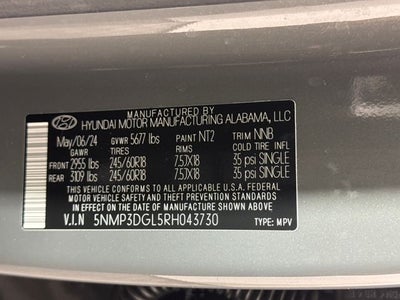 MANUFACTURED BY
HYUNDAI MOTOR MANUFACTURING ALABAMA, LLC
May/06/24 GVWR 5677 lbs PAINT NT2 TRIM NNB
GAWR TIRES RIMS COLD TIRE INFL
FRONT 2955 lbs 245/60R18 7.5JX18 35 psi SINGLE
REAR 3109 lbs 245/60R18 7.5JX18 35 psi SINGLE
THIS VEHICLE CONFORMS TO ALL APPLICABLE U.S.A. FEDERAL
MOTOR VEHICLE SAFETY AND THEFT PREVENTION STANDARDS
IN EFFECT ON THE DATE OF MANUFACTURE SHOWN ABOVE
V.I.N 5NMP3DGL5RH043730 TYPE: MPV